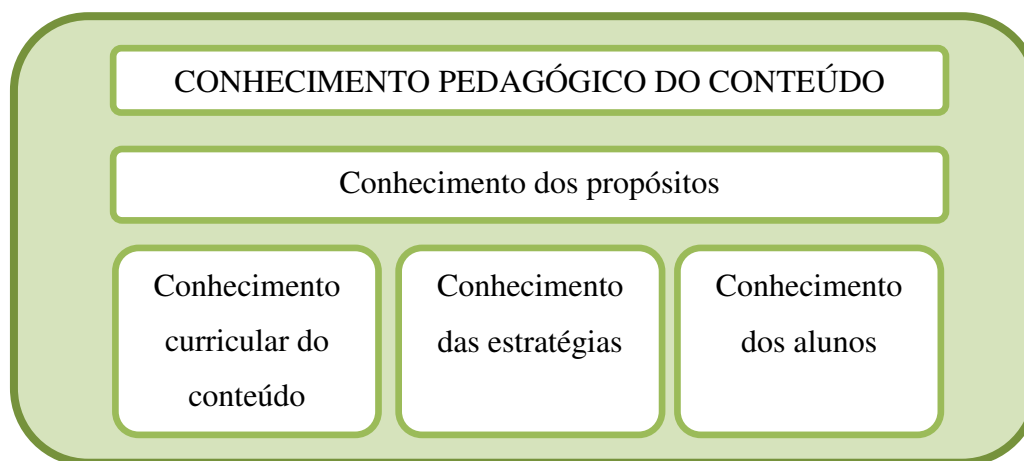 CONHECIMENTO PEDAGÓGICO DO CONTEÚDO
Conhecimento dos propósitos
Conhecimento
curricular do
conteúdo
Conhecimento
das estratégias
Conhecimento
dos alunos